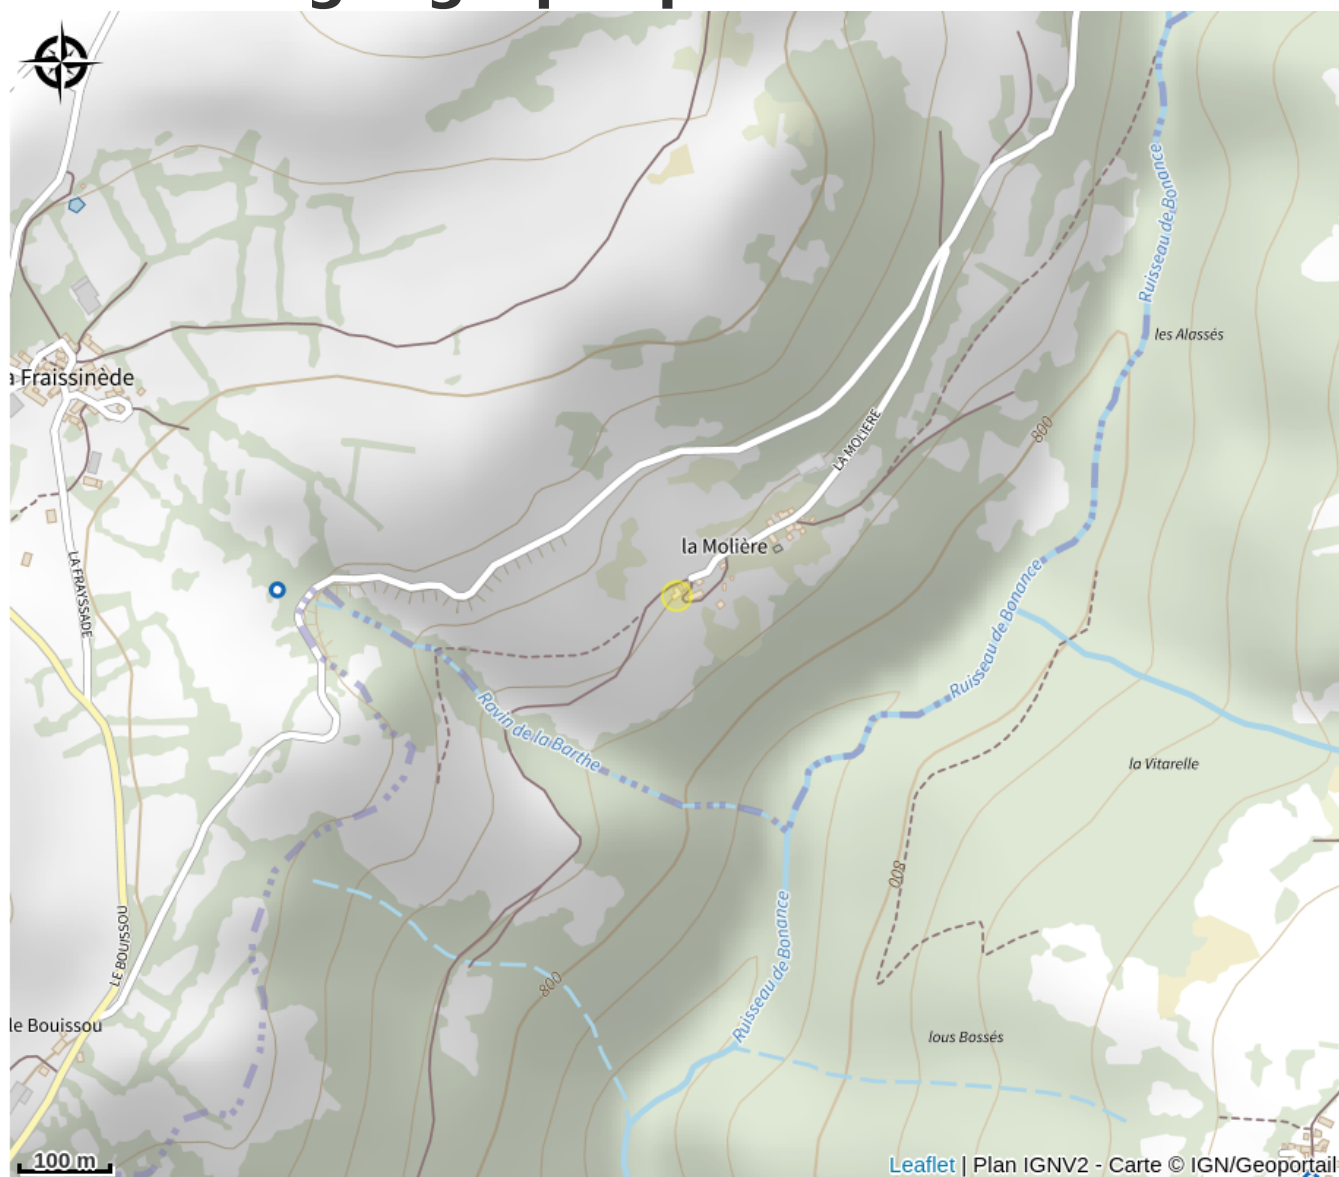 Ruisseau de Bonance
les Alassés
a Fraissinède
800
LA MOLIERE
la Molière
LA FRAYSSADE
Ruisseau de Bonance
Ravin de la Barthe
la Vitarelle
800
LE BOUISSOU
Ruisseau de Bonance
800
le Bouissou
lous Bossés
100 m
Leaflet | Plan IGNV2 - Carte © IGN/Geoportail